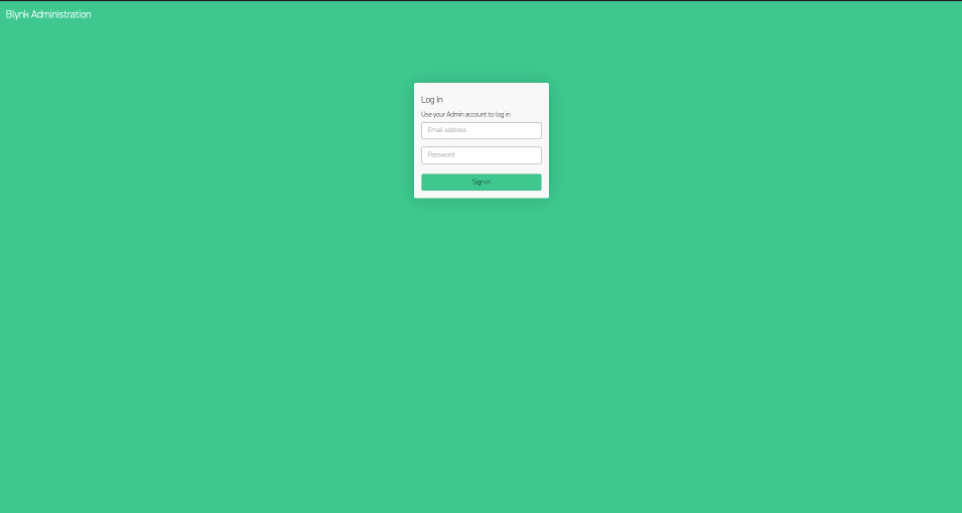 Blynk Administration
Log In
Use your Admin account to log in
Email address
Password
Sign in